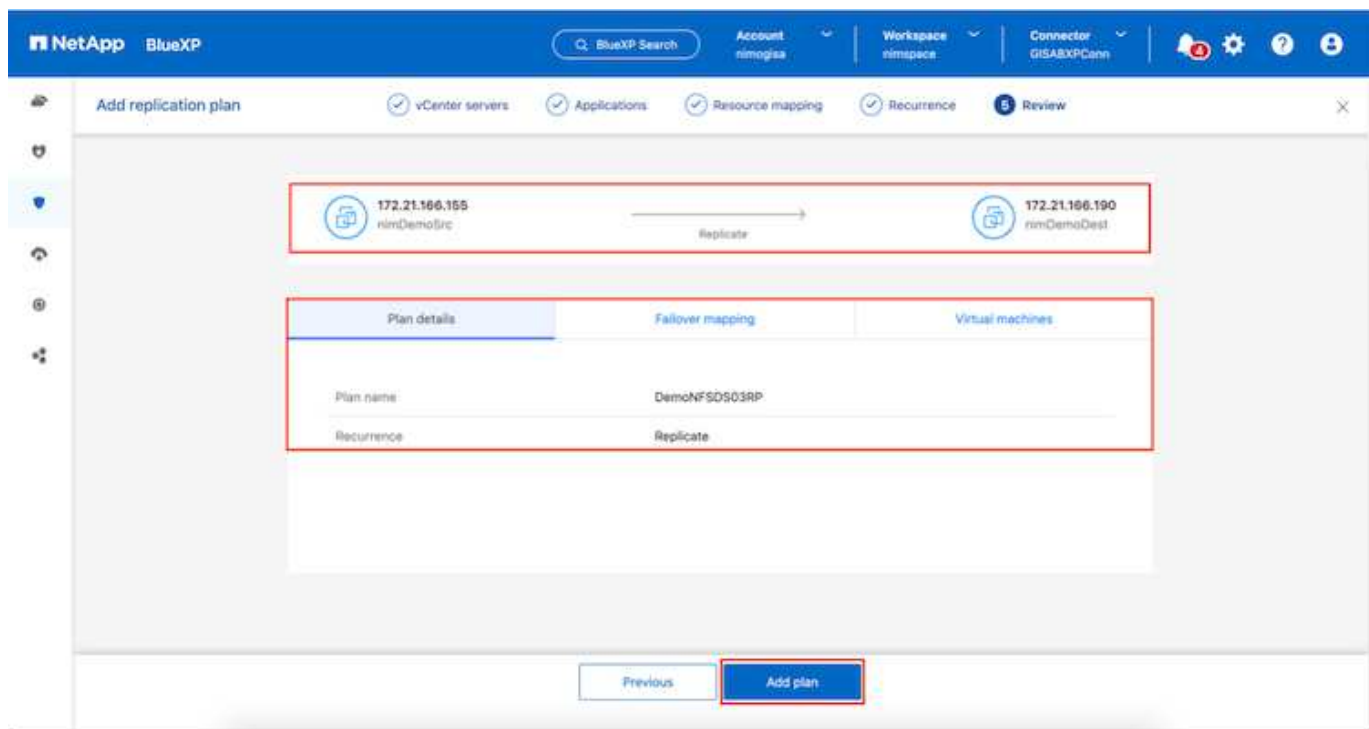 NetApp BlueXP
BlueXP Search
Account
nimogisa
Workspace
nimspace
Connector
GISABXPConn
4
Add replication plan
vCenter servers
Applications
Resource mapping
Recurrence
5 Review
172.21.166.155
nimDemoSrc
Replicate
172.21.166.190
nimDemoDest
Plan details
Failover mapping
Virtual machines
Plan name
DemoNFSDS03RP
Recurrence
Replicate
Previous
Add plan